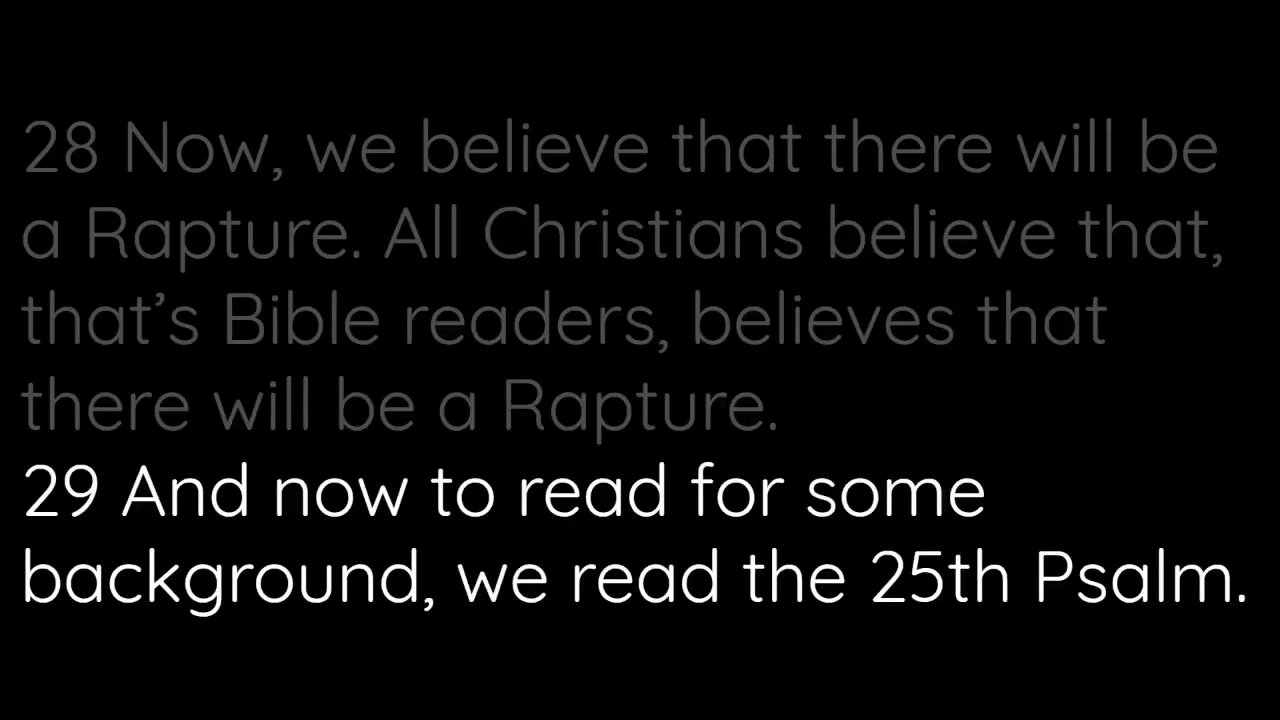 28 Now, we believe that there will be
a Rapture. All Christians believe that,
that’s Bible readers, believes that
there will be a Rapture.
29 And now to read for some
background, we read the 25th Psalm.